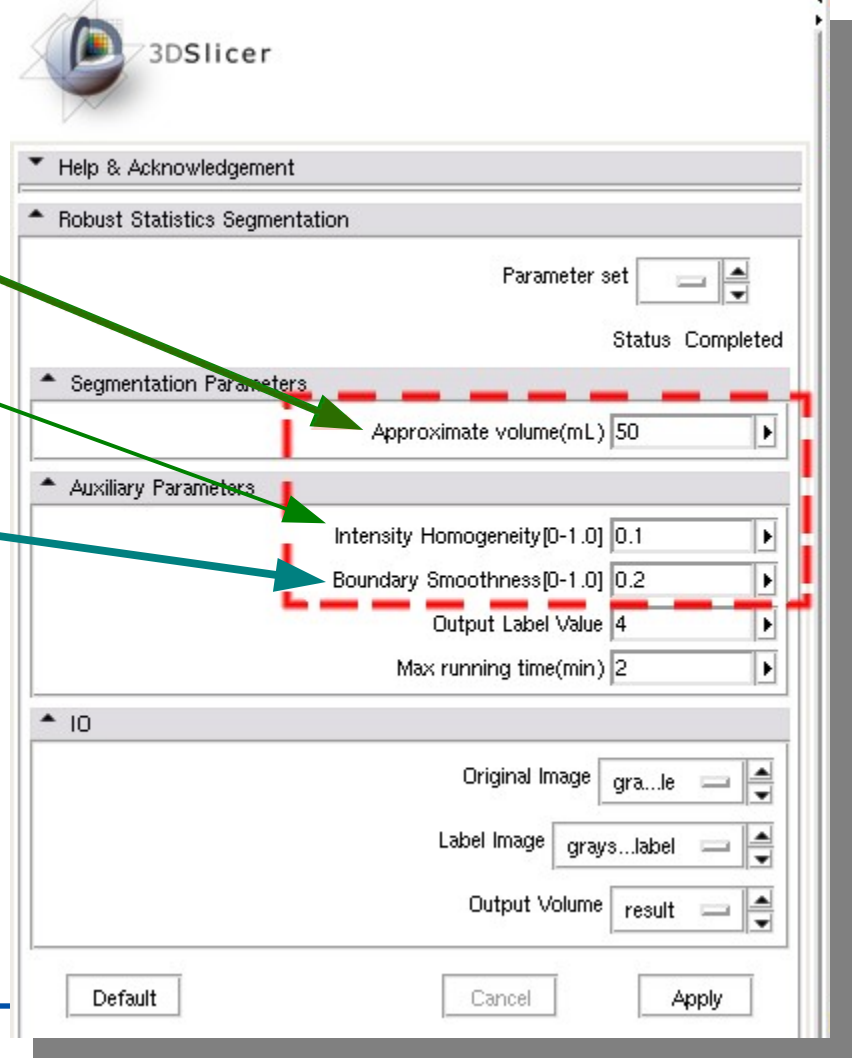 3DSlicer
Help & Acknowledgement
Robust Statistics Segmentation
Parameter set
Status Completed
Segmentation Parameters
Approximate volume(mL) 50
Auxiliary Parameters
Intensity Homogeneity[0-1.0] 0.1
Boundary Smoothness[0-1.0] 0.2
Output Label Value 4
Max running time(min) 2
IO
Original Image gra...le
Label Image grays...label
Output Volume result
Default Cancel Apply